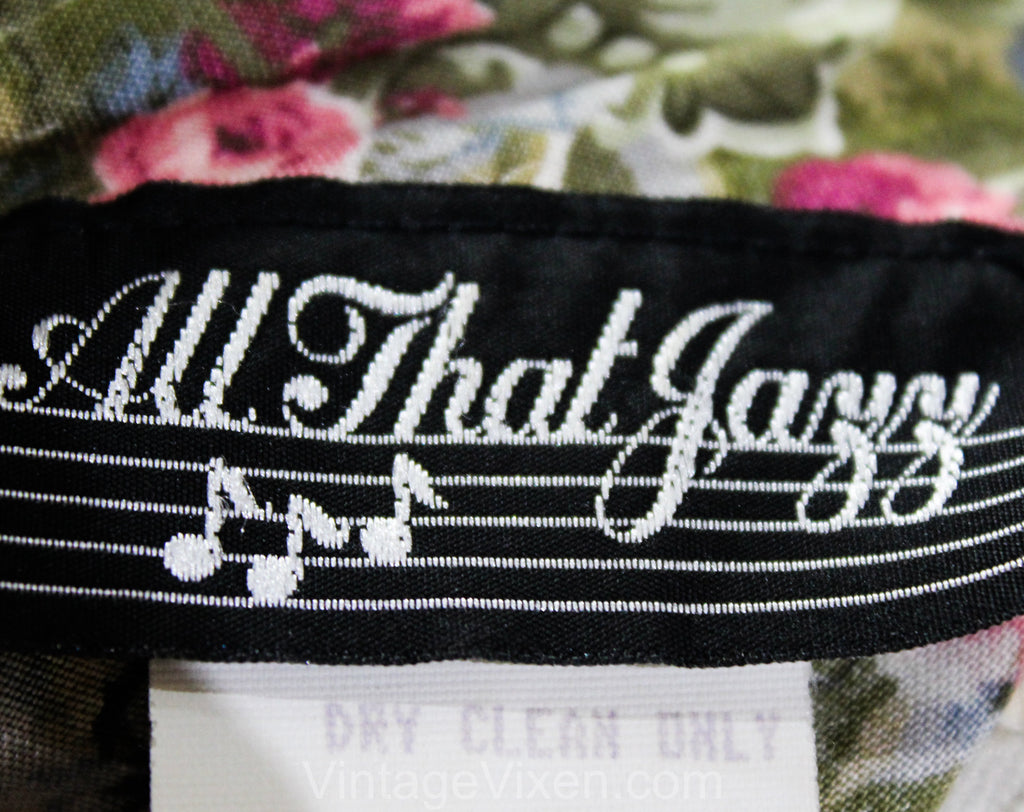 All That Jazz
DRY CLEAN ONLY
VintageVixen.com